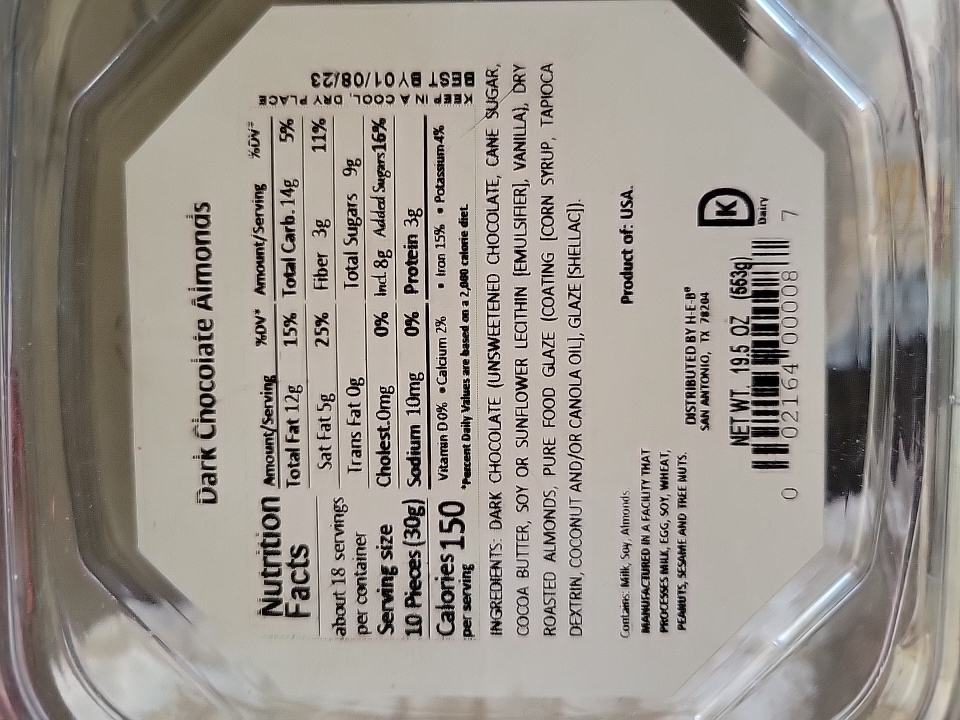 Dark Chocolate Almonds
Nutrition Facts
about 18 servings
per container
Serving size
10 Pieces (30g)
Calories 150
per serving
Amount/Serving %DV*
Total Fat 12g 15%
Sat Fat 5g 25%
Trans Fat 0g
Cholest. 0mg 0%
Sodium 10mg 0%
Amount/Serving %DV*
Total Carb. 14g 5%
Fiber 3g 11%
Total Sugars 9g
Incl. 8g Added Sugars 16%
Protein 3g
Vitamin D 0% • Calcium 2% • Iron 15% • Potassium 4%
*Percent Daily Values are based on a 2,000 calorie diet.
KEEP IN A COOL, DRY PLACE
BEST BY 01/08/23
INGREDIENTS: DARK CHOCOLATE (UNSWEETENED CHOCOLATE, CANE SUGAR,
COCOA BUTTER, SOY OR SUNFLOWER LECITHIN [EMULSIFIER], VANILLA), DRY
ROASTED ALMONDS, PURE FOOD GLAZE (COATING [CORN SYRUP, TAPIOCA
DEXTRIN, COCONUT AND/OR CANOLA OIL], GLAZE [SHELLAC]).
Contains: Milk, Soy, Almonds
MANUFACTURED IN A FACILITY THAT
PROCESSES MILK, EGG, SOY, WHEAT,
PEANUTS, SESAME AND TREE NUTS.
Product of: USA.
DISTRIBUTED BY H-E-B®
SAN ANTONIO, TX 78204
NET WT. 19.5 OZ (553g)
K
Dairy
0 02164 00008 7